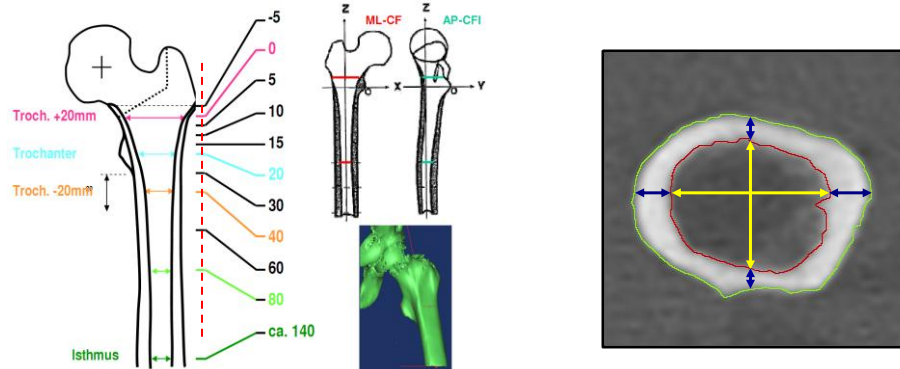 -5
0
5
10
15
20
30
40
60
80
ca. 140
Troch. +20mm
Trochanter
Troch. -20mm
Isthmus
Z
ML-CF
X
Z
AP-CFI
Y